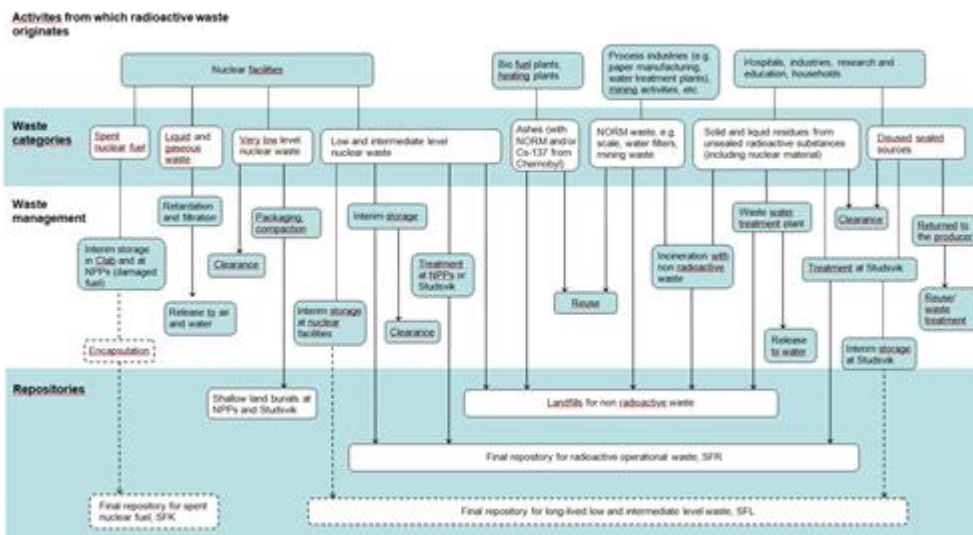 Activites from which radioactive waste
originates
Nuclear facilities
Bio fuel plants,
heating plants
Process industries (e.g.
paper manufacturing,
water treatment plants),
mining activities, etc
Hospitals, industries, research and
education, households
Waste
categories
Spent
nuclear fuel
Liquid and
gaseous
waste
Very low level
nuclear waste
Low and intermediate level
nuclear waste
Ashes (with
NORM and/or
Cs-137 from
Chernobyl)
NORM waste, e.g.
scale, water filters,
mining waste
Solid and liquid residues from
unsealed radioactive substances
(including nuclear material)
Disused sealed
sources
Waste
management
Interim storage
in Clab and at
NPPs (damaged
fuel)
Retardation
and filtration
Clearance
Packaging,
compaction
Interim storage
Treatment
at NPPs or
Studsvik
Waste water
treatment plant
Clearance
Returned to
the producer
Incineration with
non radioactive
waste
Treatment at Studsvik
Release to air
and water
Interim storage
at nuclear
facilities
Clearance
Reuse
Reuse/
waste
treatment
Release
to water
Interim storage
at Studsvik
Encapsulation
Repositories
Shallow land burials at
NPPs and Studsvik
Landfills for non radioactive waste
Final repository for radioactive operational waste, SFR
Final repository for spent
nuclear fuel, SFK
Final repository for long-lived low and intermediate level waste, SFL